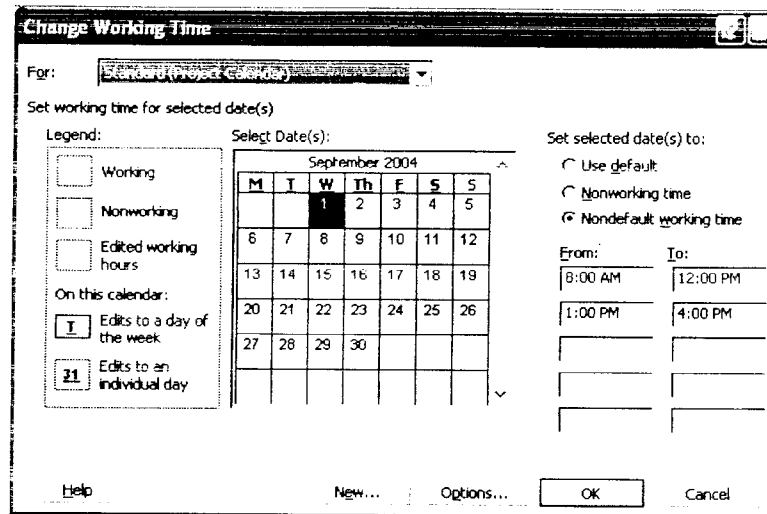 Change Working Time
For: Standard (Project Calendar)
Set working time for selected date(s)
Legend:
Working
Nonworking
Edited working
hours
On this calendar:
T Edits to a day of
the week
31 Edits to an
individual day
Select Date(s):
September 2004
M T W Th F S S
1 2 3 4 5
6 7 8 9 10 11 12
13 14 15 16 17 18 19
20 21 22 23 24 25 26
27 28 29 30
Set selected date(s) to:
Use default
Nonworking time
Nondefault working time
From: To:
8:00 AM 12:00 PM
1:00 PM 4:00 PM
Help New... Options... OK Cancel